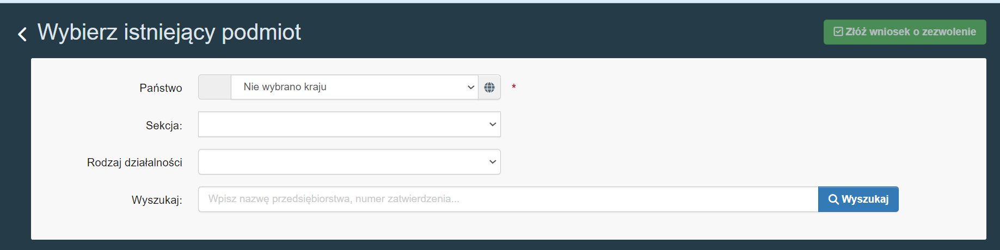 Wybierz istniejący podmiot
Złóż wniosek o zezwolenie
Państwo
Nie wybrano kraju
*
Sekcja:
Rodzaj działalności
Wyszukaj:
Wpisz nazwę przedsiębiorstwa, numer zatwierdzenia...
Wyszukaj